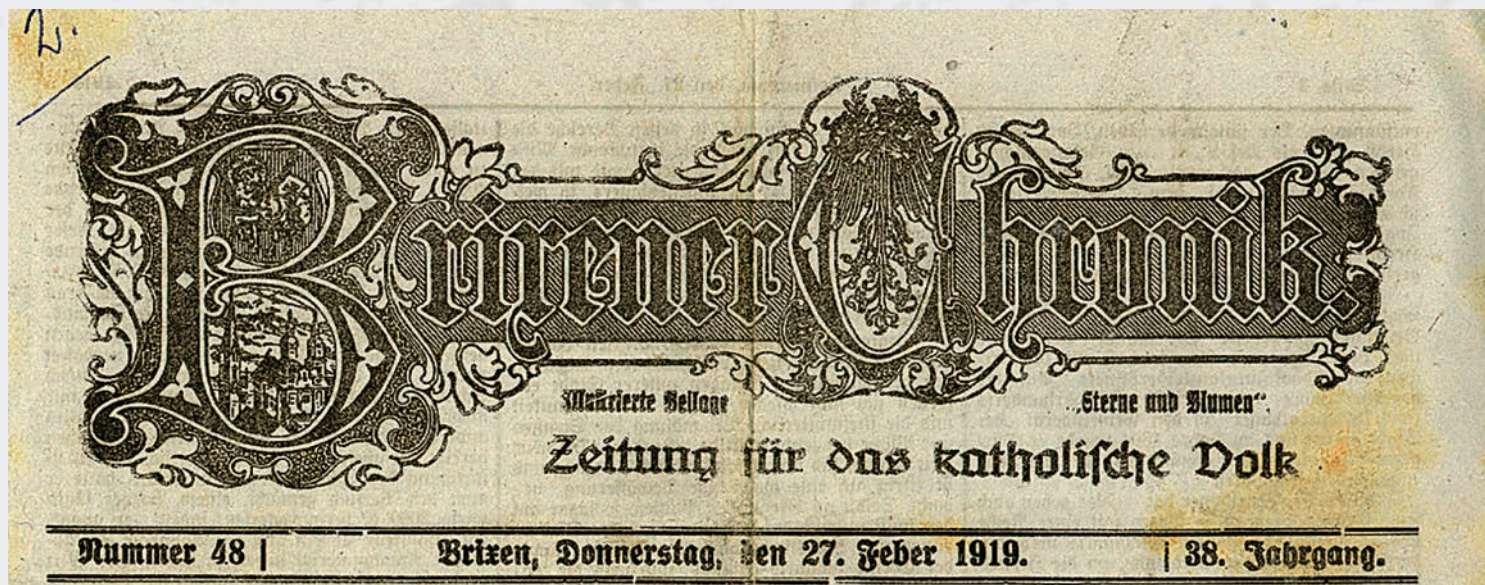 2.
Brixener Chronik.
Illustrierte Beilage „Sterne und Blumen“.
Zeitung für das katholische Volk
Nummer 48 | Brixen, Donnerstag, den 27. Feber 1919. | 38. Jahrgang.